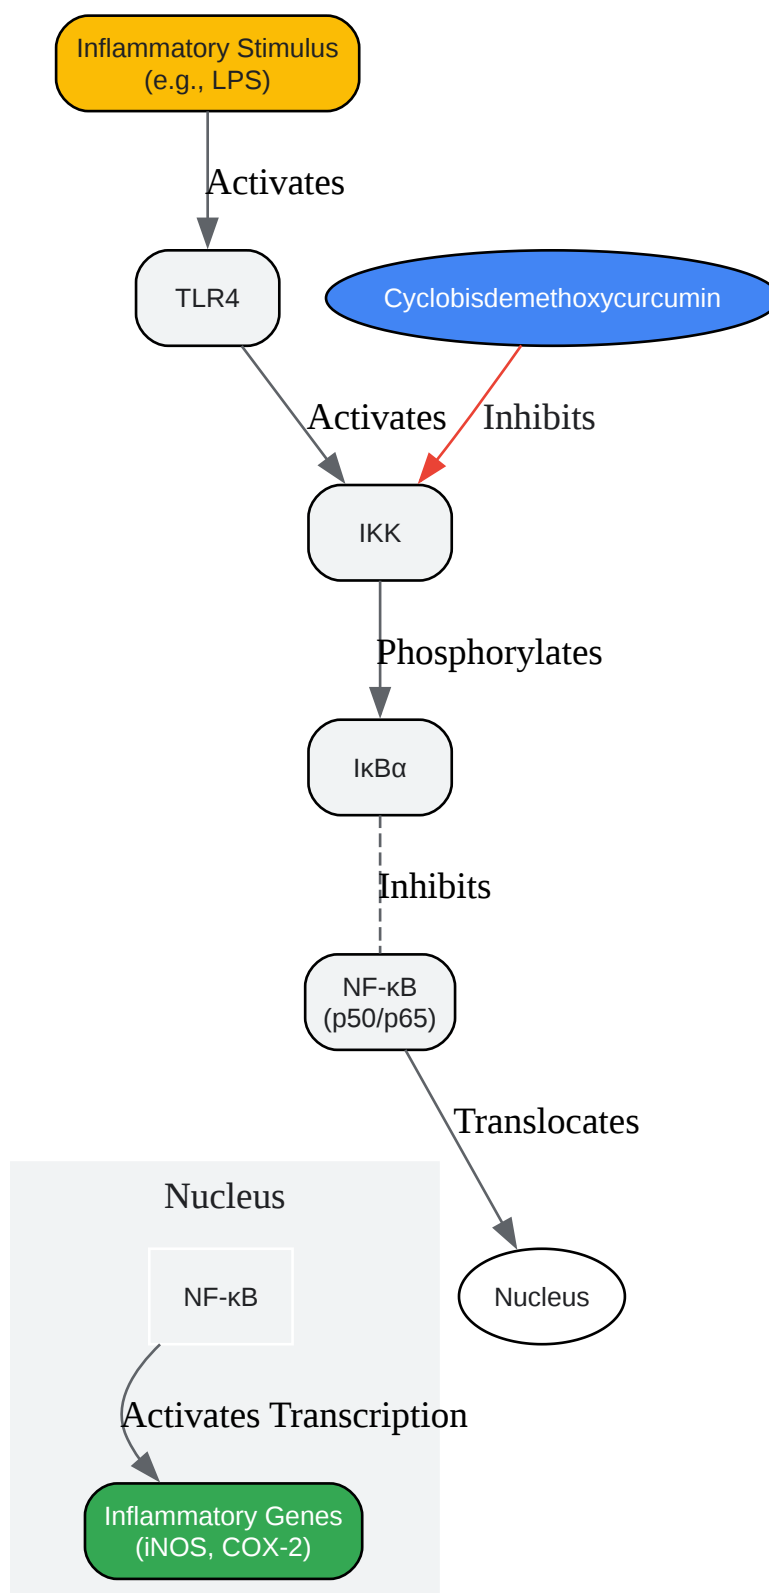 Inflammatory Stimulus
(e.g., LPS)
Activates
TLR4
Cyclobisdemethoxycurcumin
Activates
Inhibits
IKK
Phosphorylates
IκBα
Inhibits
NF-κB
(p50/p65)
Translocates
Nucleus
NF-κB
Nucleus
Activates Transcription
Inflammatory Genes
(iNOS, COX-2)